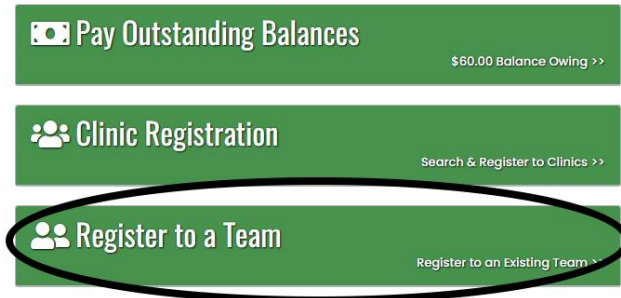 Pay Outstanding Balances
$60.00 Balance Owing >>
Clinic Registration
Search & Register to Clinics >>
Register to a Team
Register to an Existing Team >>